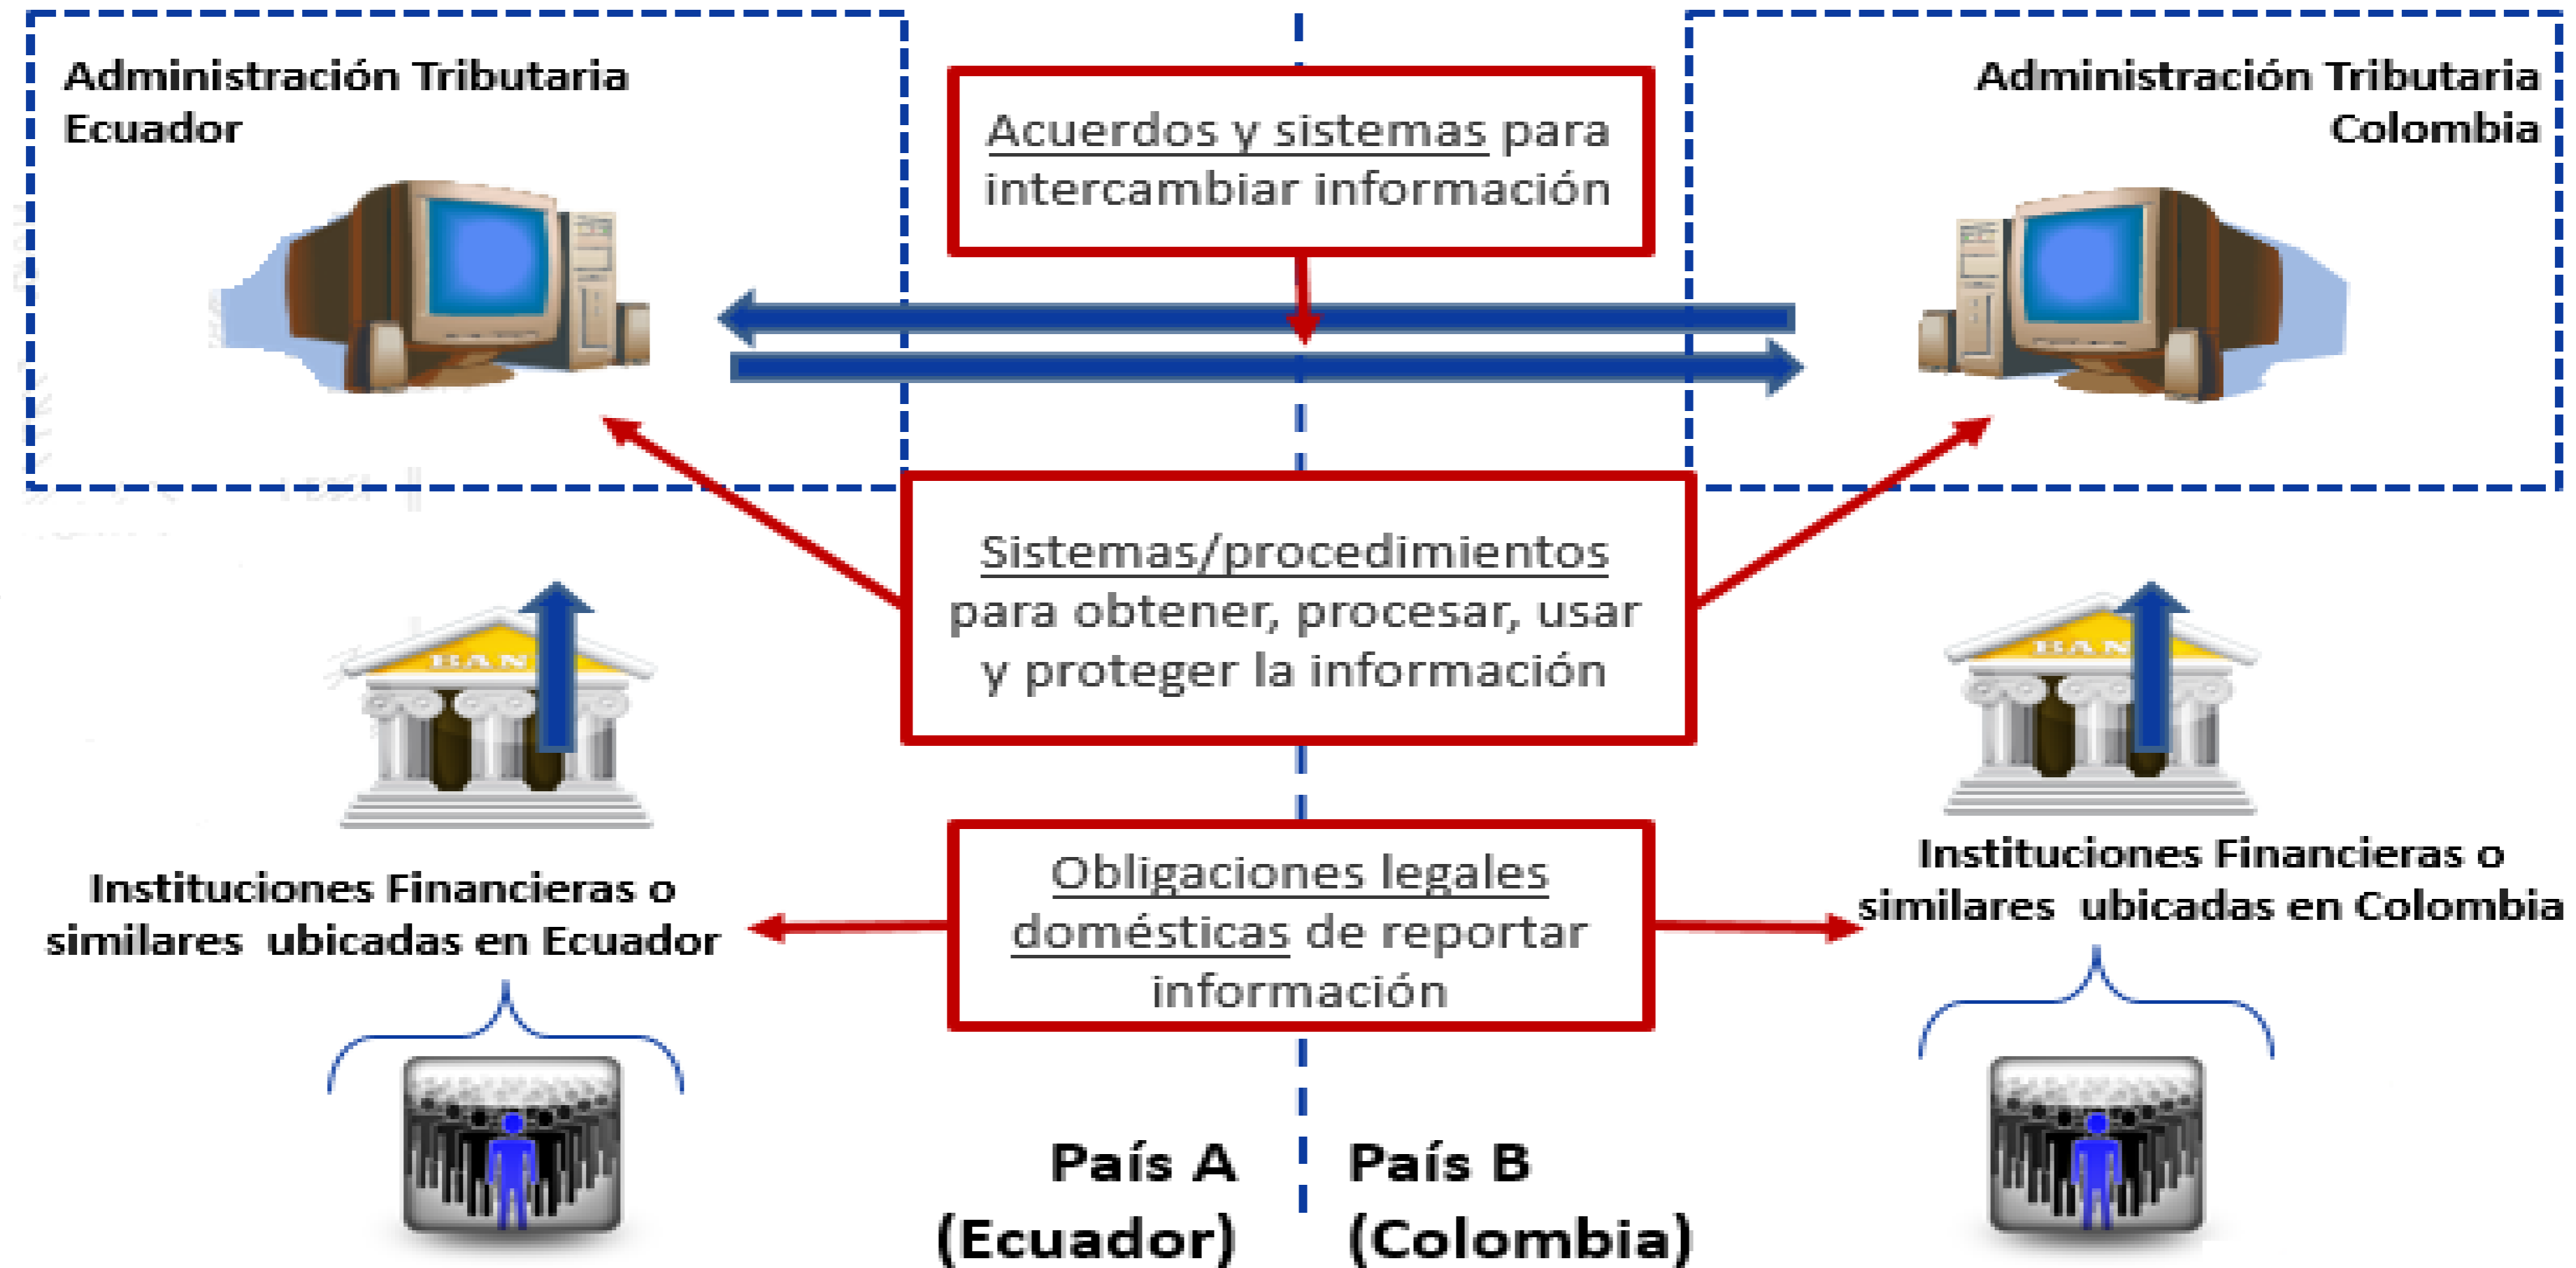 Administración Tributaria
Ecuador
Acuerdos y sistemas para
intercambiar información
Administración Tributaria
Colombia
Sistemas/procedimientos
para obtener, procesar, usar
y proteger la información
BAN
BAN
Instituciones Financieras o
similares ubicadas en Ecuador
Obligaciones legales
domésticas de reportar
información
Instituciones Financieras o
similares ubicadas en Colombia
País A
(Ecuador)
País B
(Colombia)